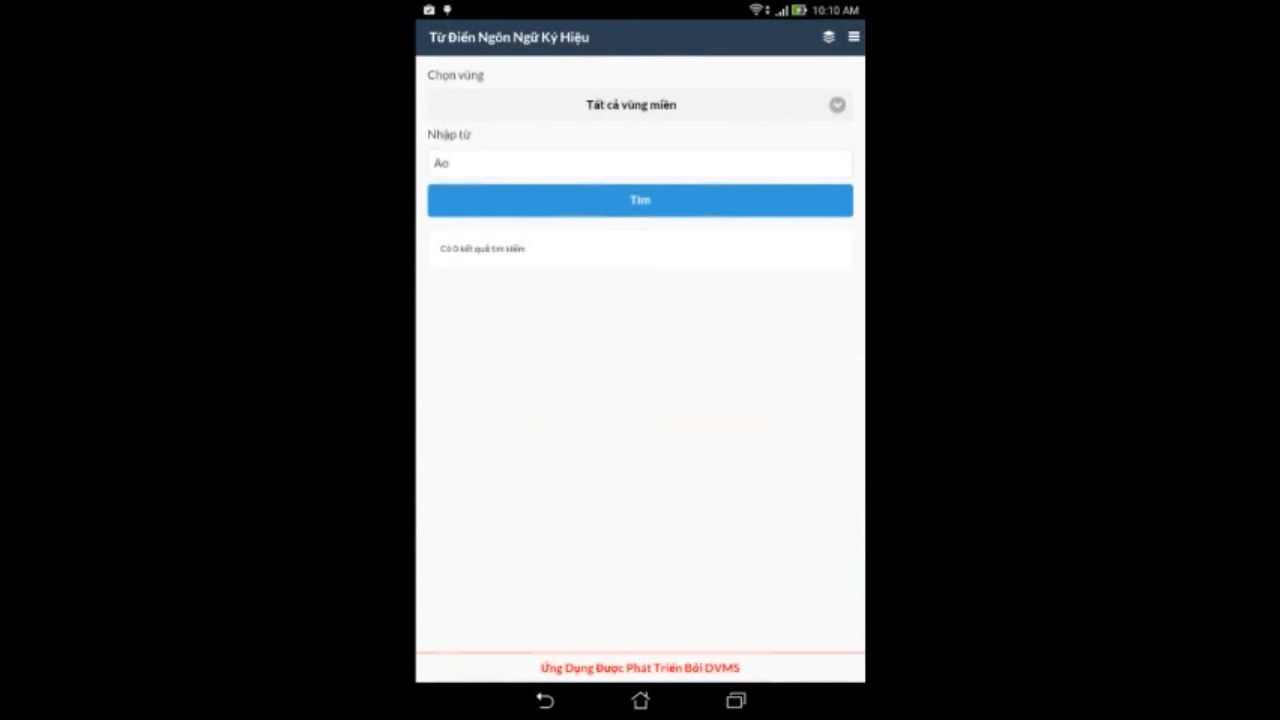 10:10 AM
Từ Điển Ngôn Ngữ Ký Hiệu
Chọn vùng
Tất cả vùng miền
Nhập từ
Ao
Tìm
Có 0 kết quả tìm kiếm
Ứng Dụng Được Phát Triển Bởi DVMS